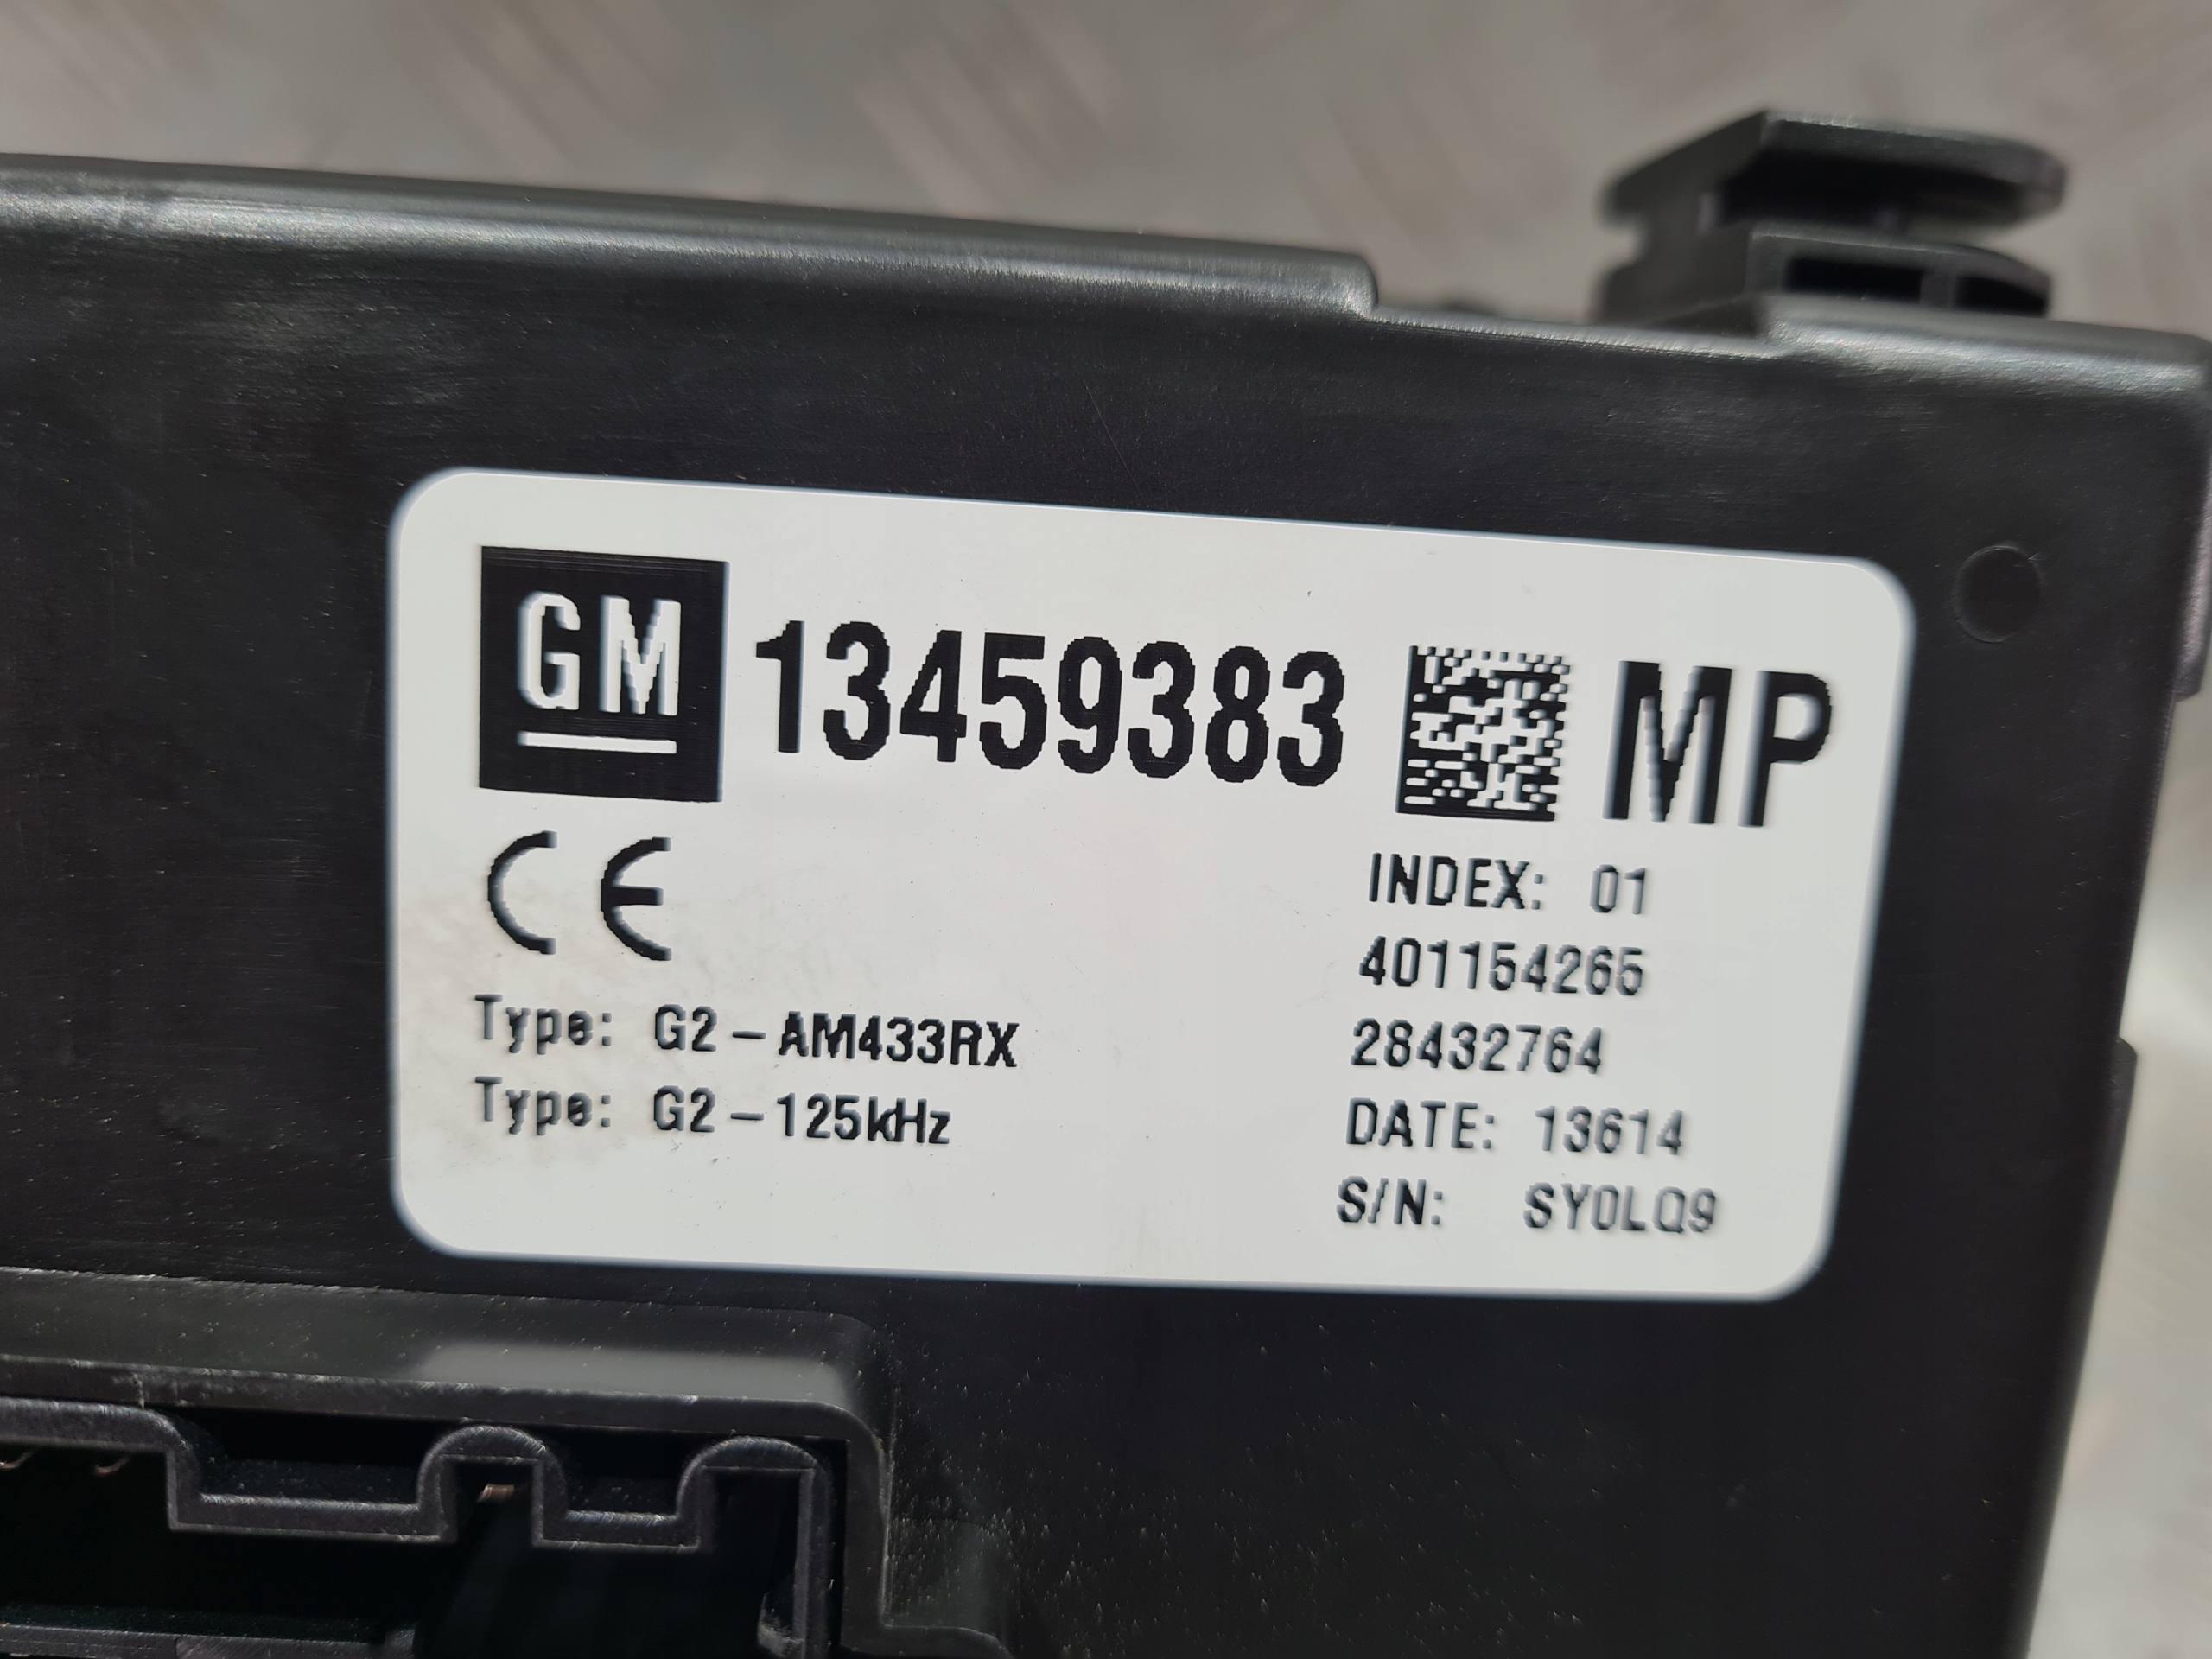 GM 13459383 MP
CE
INDEX: 01
401154265
Type: G2-AM433RX
28432764
Type: G2-125kHz
DATE: 13614
S/N: SY0LQ9